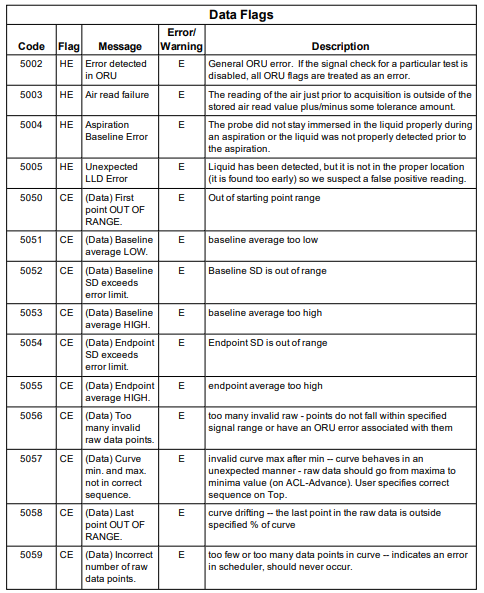 Data Flags
Code Flag Message Error/ Warning Description
5002 HE Error detected E General ORU error. If the signal check for a particular test is
in ORU disabled, all ORU flags are treated as an error.
5003 HE Air read failure E The reading of the air just prior to acquisition is outside of the
stored air read value plus/minus some tolerance amount.
5004 HE Aspiration E The probe did not stay immersed in the liquid properly during
Baseline Error an aspiration or the liquid was not properly detected prior to
the aspiration.
5005 HE Unexpected E Liquid has been detected, but it is not in the proper location
LLD Error (it is found too early) so we suspect a false positive reading.
5050 CE (Data) First E Out of starting point range
point OUT OF
RANGE.
5051 CE (Data) Baseline E baseline average too low
average LOW.
5052 CE (Data) Baseline E Baseline SD is out of range
SD exceeds
error limit.
5053 CE (Data) Baseline E baseline average too high
average HIGH.
5054 CE (Data) Endpoint E Endpoint SD is out of range
SD exceeds
error limit.
5055 CE (Data) Endpoint E endpoint average too high
average HIGH.
5056 CE (Data) Too E too many invalid raw - points do not fall within specified
many invalid signal range or have an ORU error associated with them
raw data points.
5057 CE (Data) Curve E invalid curve max after min -- curve behaves in an
min. and max. unexpected manner - raw data should go from maxima to
not in correct minima value (on ACL-Advance). User specifies correct
sequence. sequence on Top.
5058 CE (Data) Last E curve drifting -- the last point in the raw data is outside
point OUT OF specified % of curve
RANGE.
5059 CE (Data) Incorrect E too few or too many data points in curve -- indicates an error
number of raw in scheduler, should never occur.
data points.